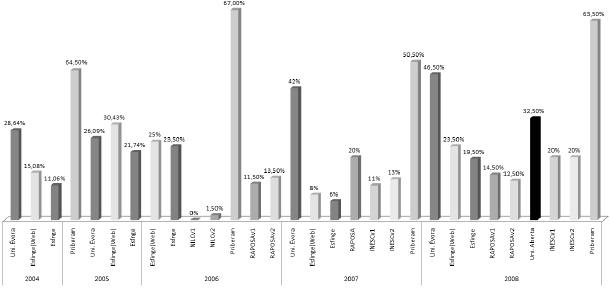 67,00%
63,50%
64,50%
50,50%
46,50%
42%
28,64%
15,08%
11,06%
26,09%
30,43%
21,74%
25%
23,50%
0%
1,50%
11,50%
13,50%
8%
6%
20%
11%
13%
23,50%
19,50%
14,50%
12,50%
32,50%
20%
20%
Uni. Évora
Esfinge(Web)
Esfinge
Priberam
Uni. Évora
Esfinge(Web)
Esfinge
Esfinge(Web)
Esfinge
NILCv1
NILCv2
Priberam
RAPOSAv1
RAPOSAv2
Uni. Évora
Esfinge(Web)
Esfinge
RAPOSA
INESCv1
INESCv2
Priberam
Uni. Évora
Esfinge(Web)
Esfinge
RAPOSAv1
RAPOSAv2
Uni. Aberta
INESCv1
INESCv2
Priberam
2004
2005
2006
2007
2008